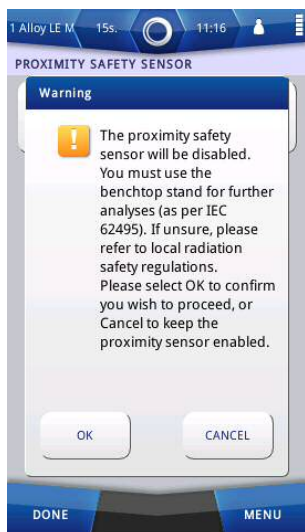 1 Alloy LE M 15s. 11:16
PROXIMITY SAFETY SENSOR
Warning
!
The proximity safety
sensor will be disabled.
You must use the
benchtop stand for further
analyses (as per IEC
62495). If unsure, please
refer to local radiation
safety regulations.
Please select OK to confirm
you wish to proceed, or
Cancel to keep the
proximity sensor enabled.
OK CANCEL
DONE MENU